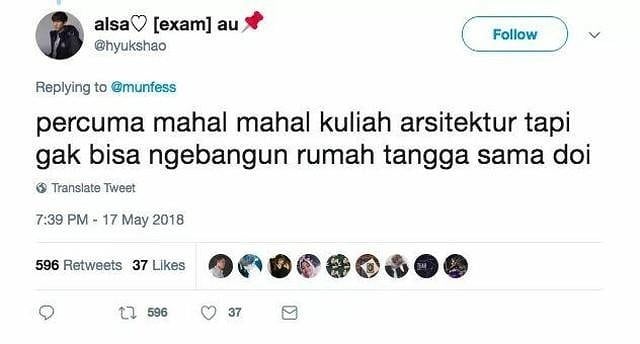 alsa♡ [exam] au📌
@hyukshao
Follow
Replying to @munfess
percuma mahal mahal kuliah arsitektur tapi
gak bisa ngebangun rumah tangga sama doi
Translate Tweet
7:39 PM - 17 May 2018
596 Retweets 37 Likes
596 37